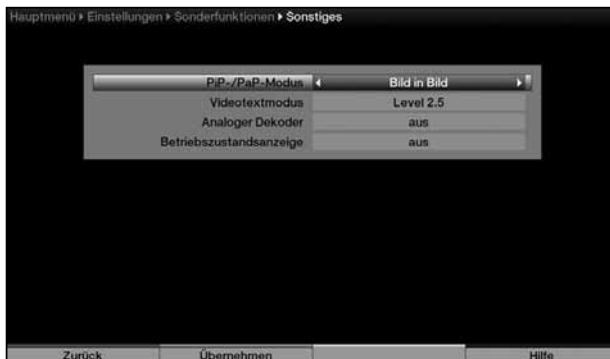 Hauptmenü ▸ Einstellungen ▸ Sonderfunktionen ▸ Sonstiges
PiP-/PaP-Modus ◂ Bild in Bild ▸
Videotextmodus Level 2.5
Analoger Dekoder aus
Betriebszustandsanzeige aus
Zurück Übernehmen Hilfe